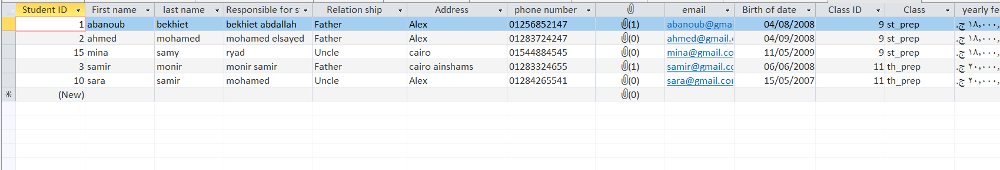 Student ID First name last name Responsible for s Relation ship Address phone number email Birth of date Class ID Class yearly fe
1 abanoub bekhiet bekhiet abdallah Father Alex 01256852147 (1) abanoub@gmai 04/08/2008 9 st_prep ج. ١٨,٠٠٠,
2 ahmed mohamed mohamed elsayed Father Alex 01283724247 (0) ahmed@gmail.c 04/09/2008 9 st_prep ج. ١٨,٠٠٠,
15 mina samy ryad Uncle cairo 01544884545 (0) mina@gmail.co 11/05/2009 9 st_prep ج. ١٨,٠٠٠,
3 samir monir monir samir Father cairo ainshams 01283324655 (1) samir@gmail.co 06/06/2008 11 th_prep ج. ٢٠,٠٠٠,
10 sara samir mohamed Uncle Alex 01284265541 (0) sara@gmail.cor 15/05/2007 11 th_prep ج. ٢٠,٠٠٠,
(New) (0)